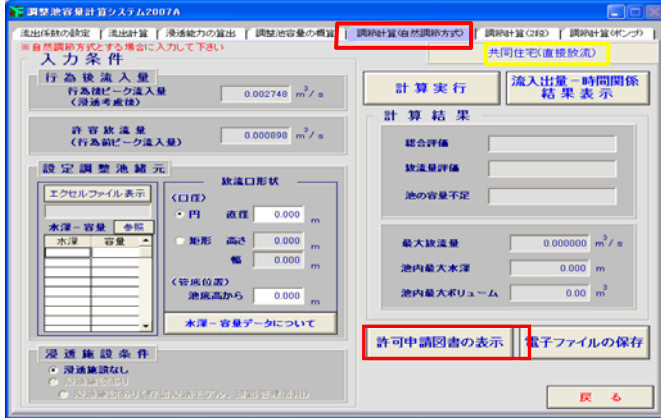 調整池容量計算システム2007A
流出係数の設定 流出計算 浸透能力の算出 調整池容量の概算 調節計算(自然調節方式) 調節計算(2段) 調節計算(ポンプ)
※自然調節方式とする場合に入力して下さい
共同住宅(直接放流)
入力条件
行為後流入量
行為後ピーク流入量
(浸透考慮後)
0.002748 m3/s
許容放流量
(行為前ピーク流入量)
0.000898 m3/s
設定調整池緒元
エクセルファイル表示
水深-容量 参照
水深 容量
放流口形状
(口径)
円 直径 0.000 m
矩形 高さ 0.000 m
幅 0.000 m
(管底位置)
池底高から 0.000 m
水深-容量データについて
浸透施設条件
浸透施設なし
浸透施設あり
計算実行
流入出量-時間関係
結果表示
計算結果
総合評価
放流量評価
池の容量不足
最大放流量 0.000000 m3/s
池内最大水深 0.000 m
池内最大ボリューム 0.00 m3
許可申請図書の表示
電子ファイルの保存
戻る